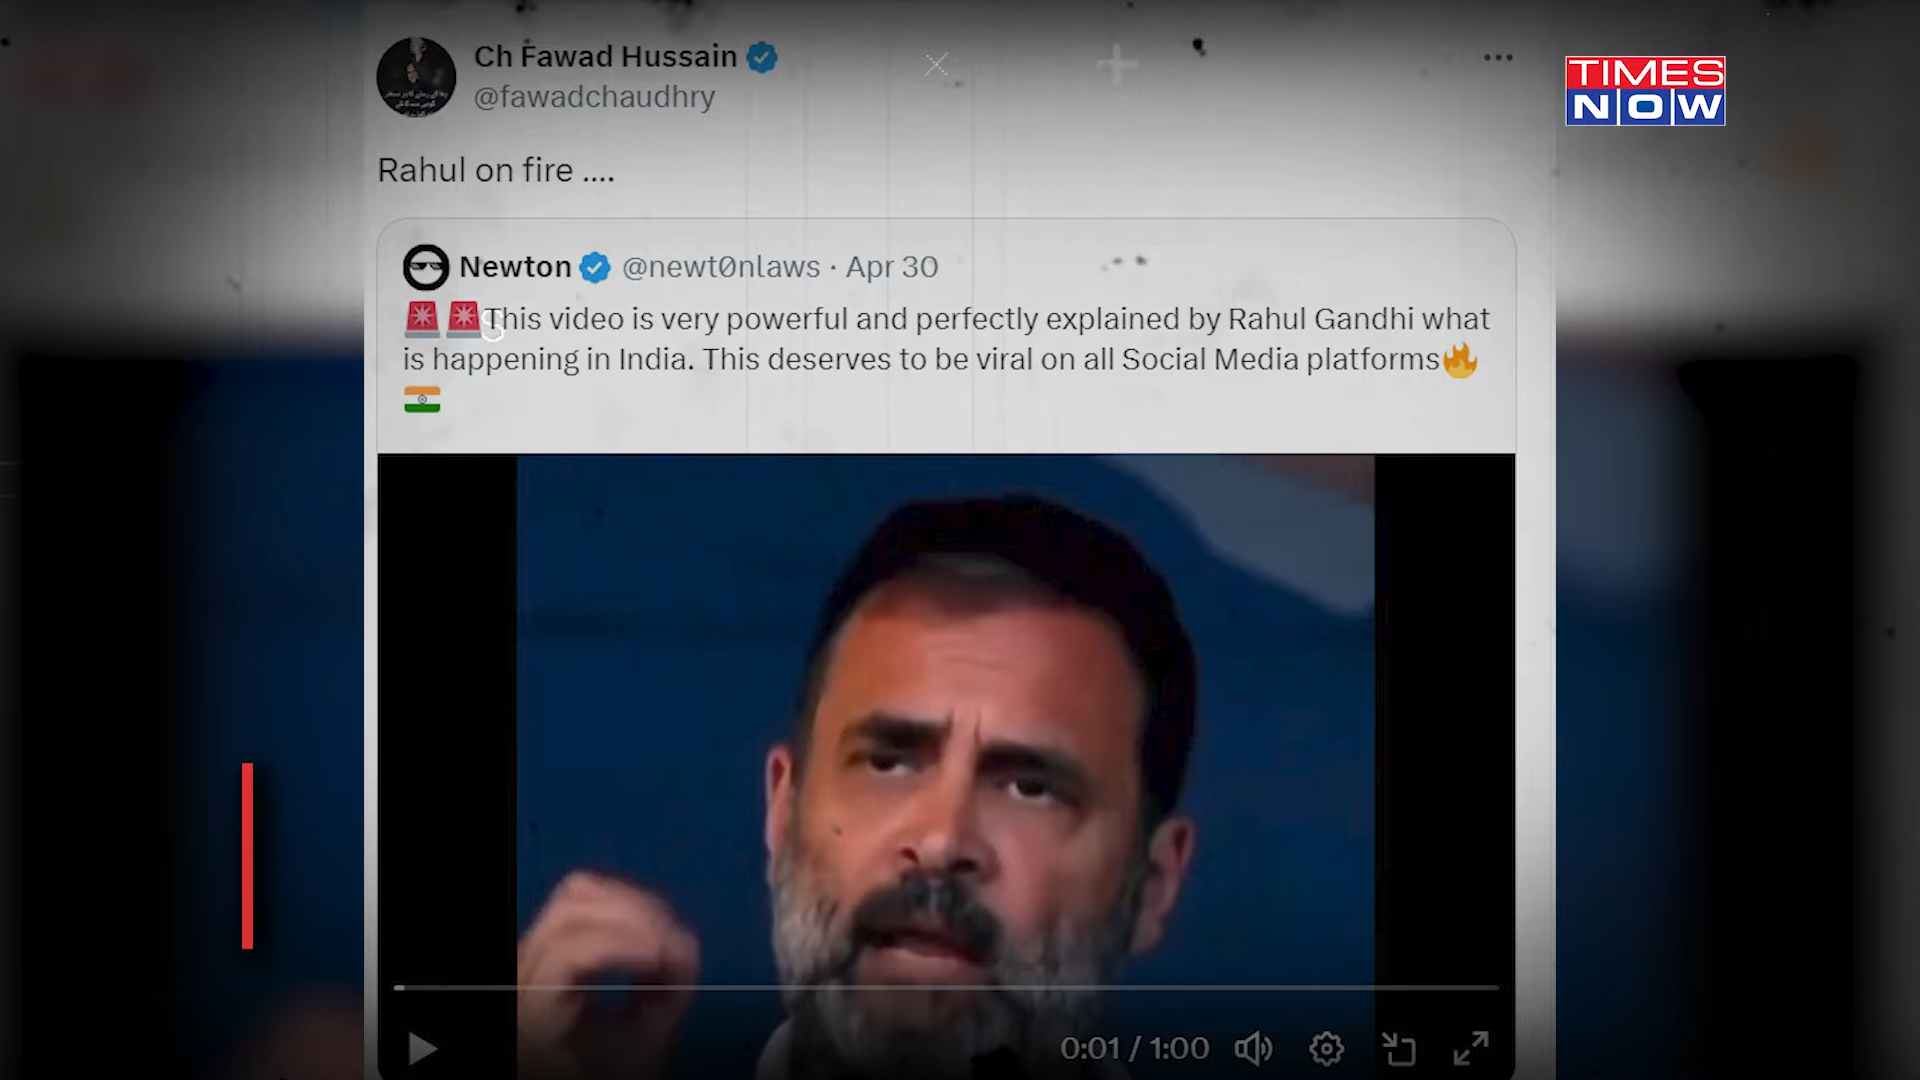 Ch Fawad Hussain
@fawadchaudhry
TIMES
NOW
Rahul on fire ....
Newton @newt0nlaws · Apr 30
This video is very powerful and perfectly explained by Rahul Gandhi what
is happening in India. This deserves to be viral on all Social Media platforms🔥
🇮🇳
0:01 / 1:00